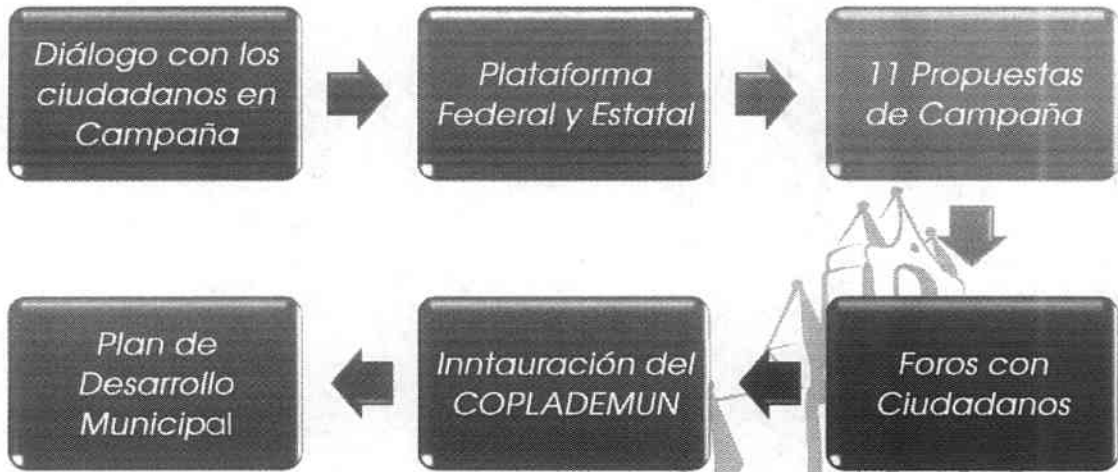 Diálogo con los
ciudadanos en
Campaña
Plataforma
Federal y Estatal
11 Propuestas
de Campaña
Foros con
Ciudadanos
Inntauración del
COPLADEMUN
Plan de
Desarrollo
Municipal